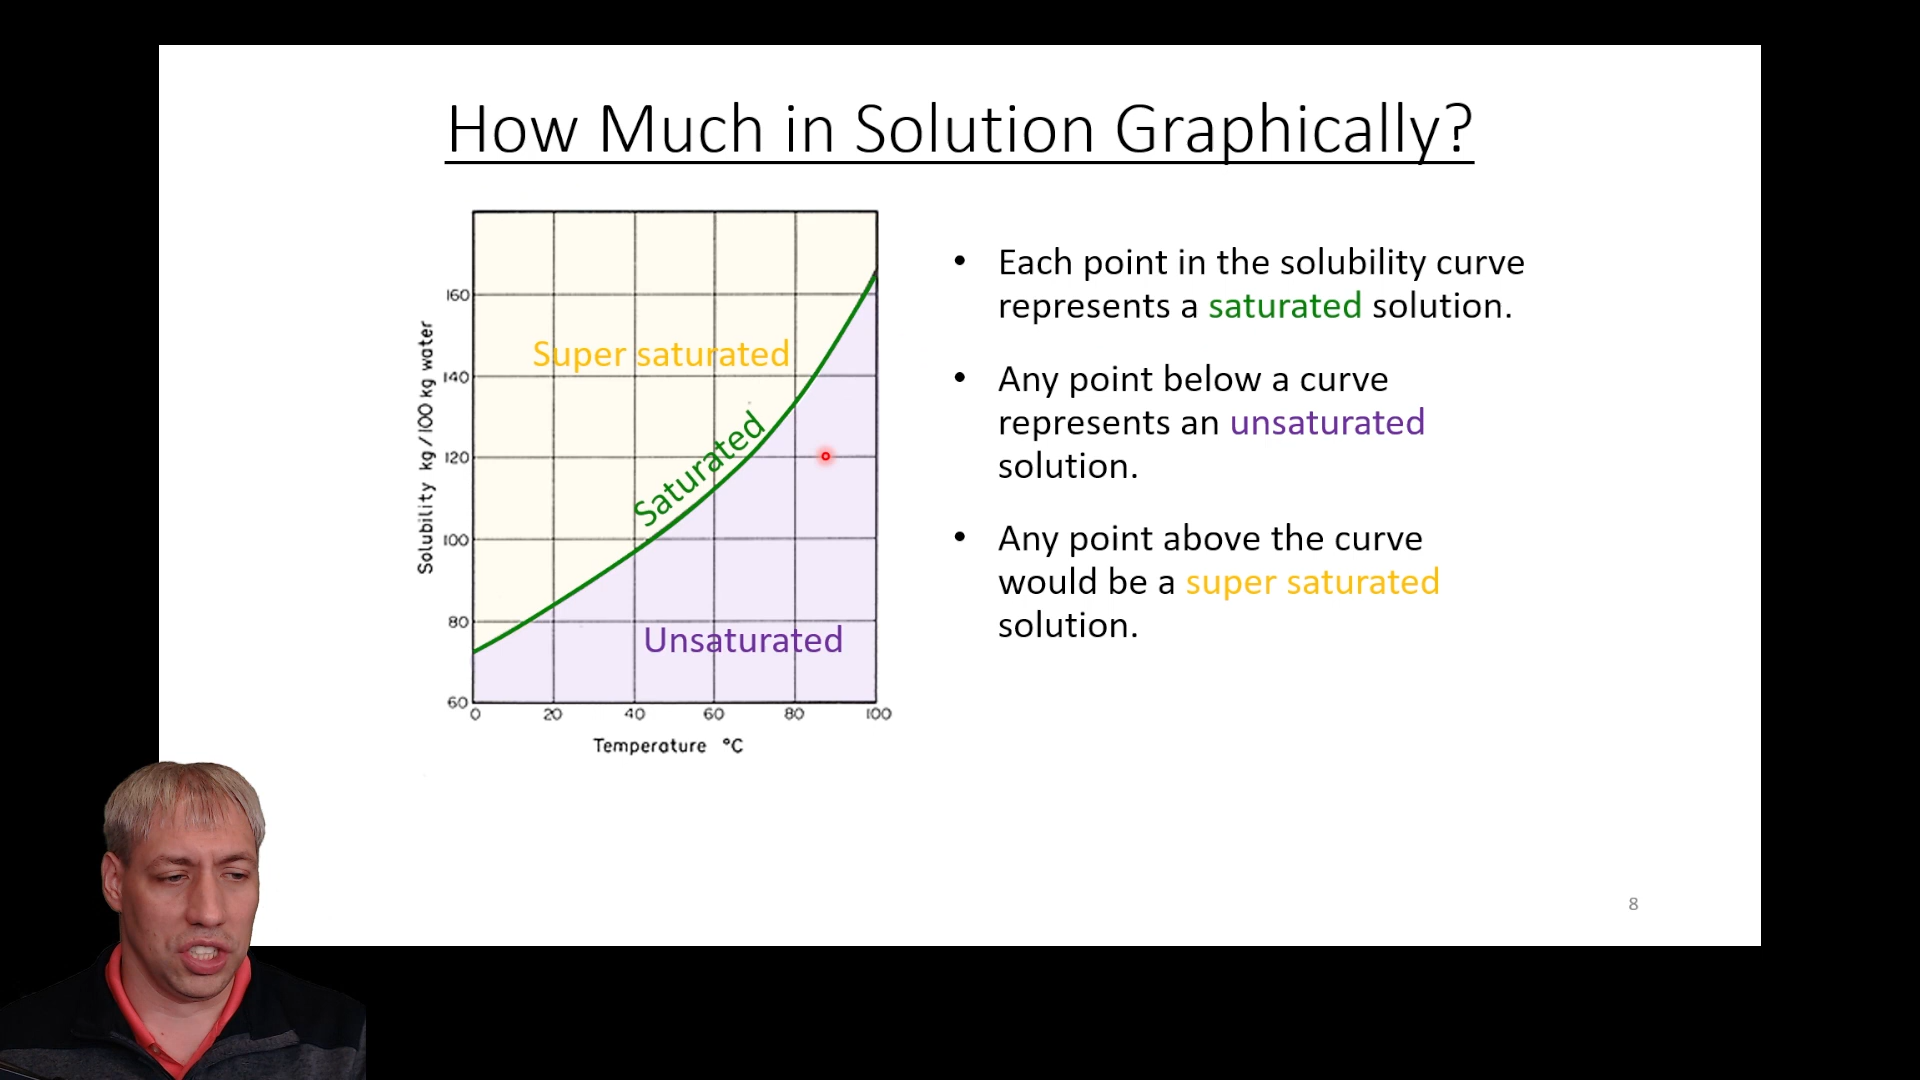 How Much in Solution Graphically?
Solubility kg/100 kg water
160
140
120
100
80
60
0 20 40 60 80 100
Temperature °C
Super saturated
Saturated
Unsaturated
• Each point in the solubility curve
represents a saturated solution.
• Any point below a curve
represents an unsaturated
solution.
• Any point above the curve
would be a super saturated
solution.
8